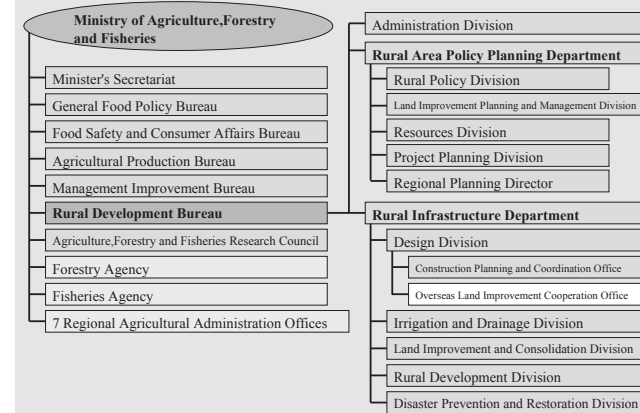 Ministry of Agriculture,Forestry
and Fisheries
Minister's Secretariat
General Food Policy Bureau
Food Safety and Consumer Affairs Bureau
Agricultural Production Bureau
Management Improvement Bureau
Rural Development Bureau
Agriculture,Forestry and Fisheries Research Council
Forestry Agency
Fisheries Agency
7 Regional Agricultural Administration Offices
Administration Division
Rural Area Policy Planning Department
Rural Policy Division
Land Improvement Planning and Management Division
Resources Division
Project Planning Division
Regional Planning Director
Rural Infrastructure Department
Design Division
Construction Planning and Coordination Office
Overseas Land Improvement Cooperation Office
Irrigation and Drainage Division
Land Improvement and Consolidation Division
Rural Development Division
Disaster Prevention and Restoration Division